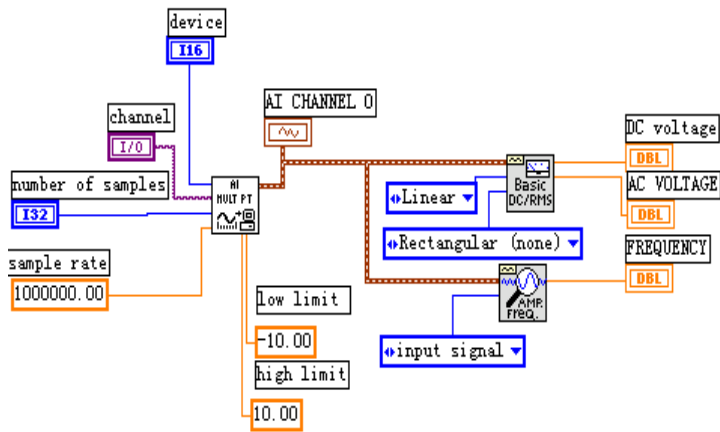 device
I16
AI CHANNEL 0
channel
I/O
number of samples
I32
AI
MULT PT
sample rate
1000000.00
low limit
-10.00
high limit
10.00
Linear
Rectangular (none)
Basic
DC/RMS
input signal
AMP
Freq.
DC voltage
DBL
AC VOLTAGE
DBL
FREQUENCY
DBL